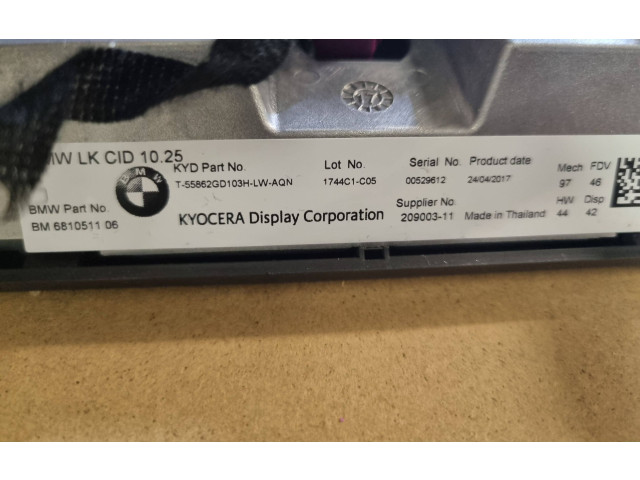 MW LK CID 10.25
KYD Part No. Lot No. Serial No. Product date Mech FDV
T-55862GD103H-LW-AQN 1744C1-C05 00529612 24/04/2017 97 46
BMW
BMW Part No. Supplier No. HW Disp
BM 6810511 06 KYOCERA Display Corporation 209003-11 Made in Thailand 44 42